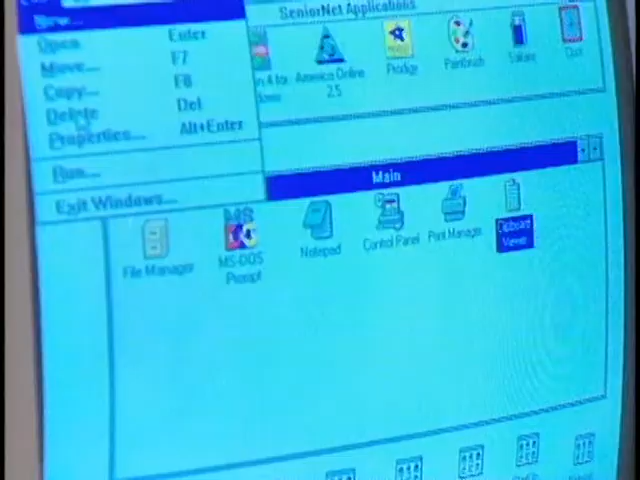 SeniorNet Applications
New...
Open Enter
Move... F7
Copy... F8
Delete Del
Properties... Alt+Enter
Run...
Exit Windows...
America Online
2.5
Prodigy
Paintbrush
Main
File Manager
MS-DOS
Prompt
Notepad
Control Panel
Print Manager
Clipboard
Viewer